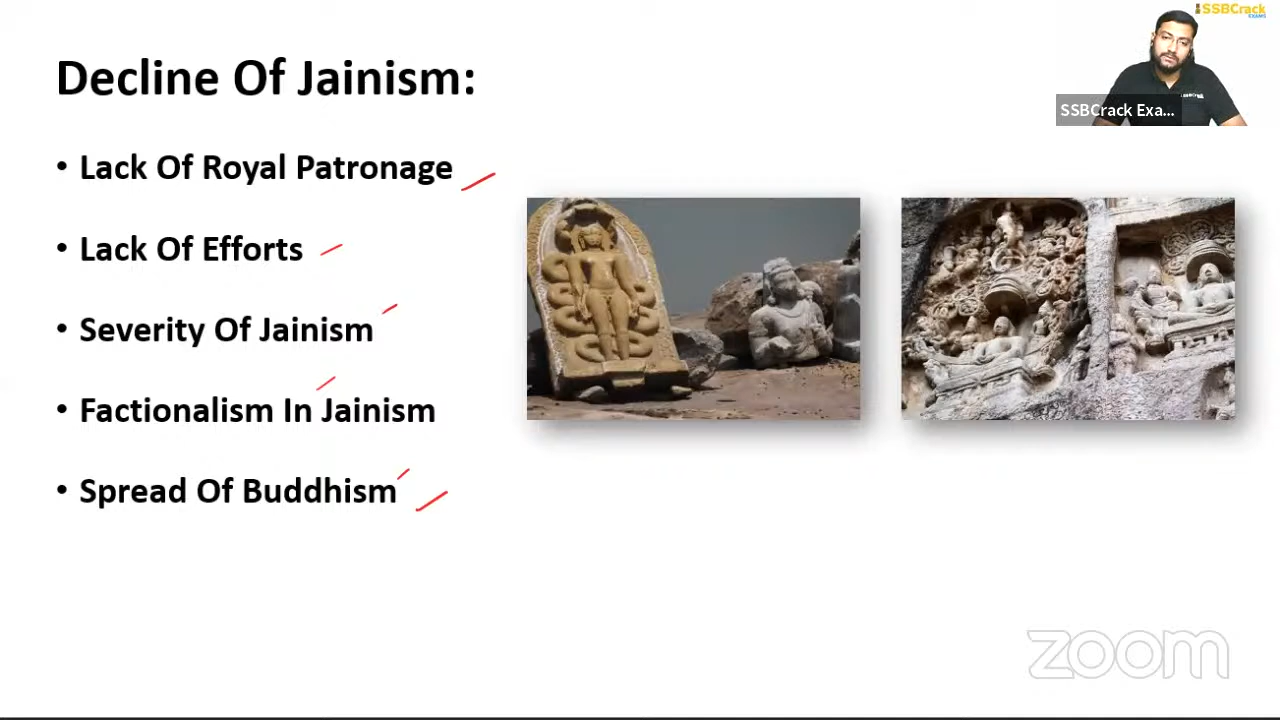 SSBCrack
EXAMS
Decline Of Jainism:
SSBCrack Exa...
• Lack Of Royal Patronage
• Lack Of Efforts
• Severity Of Jainism
• Factionalism In Jainism
• Spread Of Buddhism
zoom